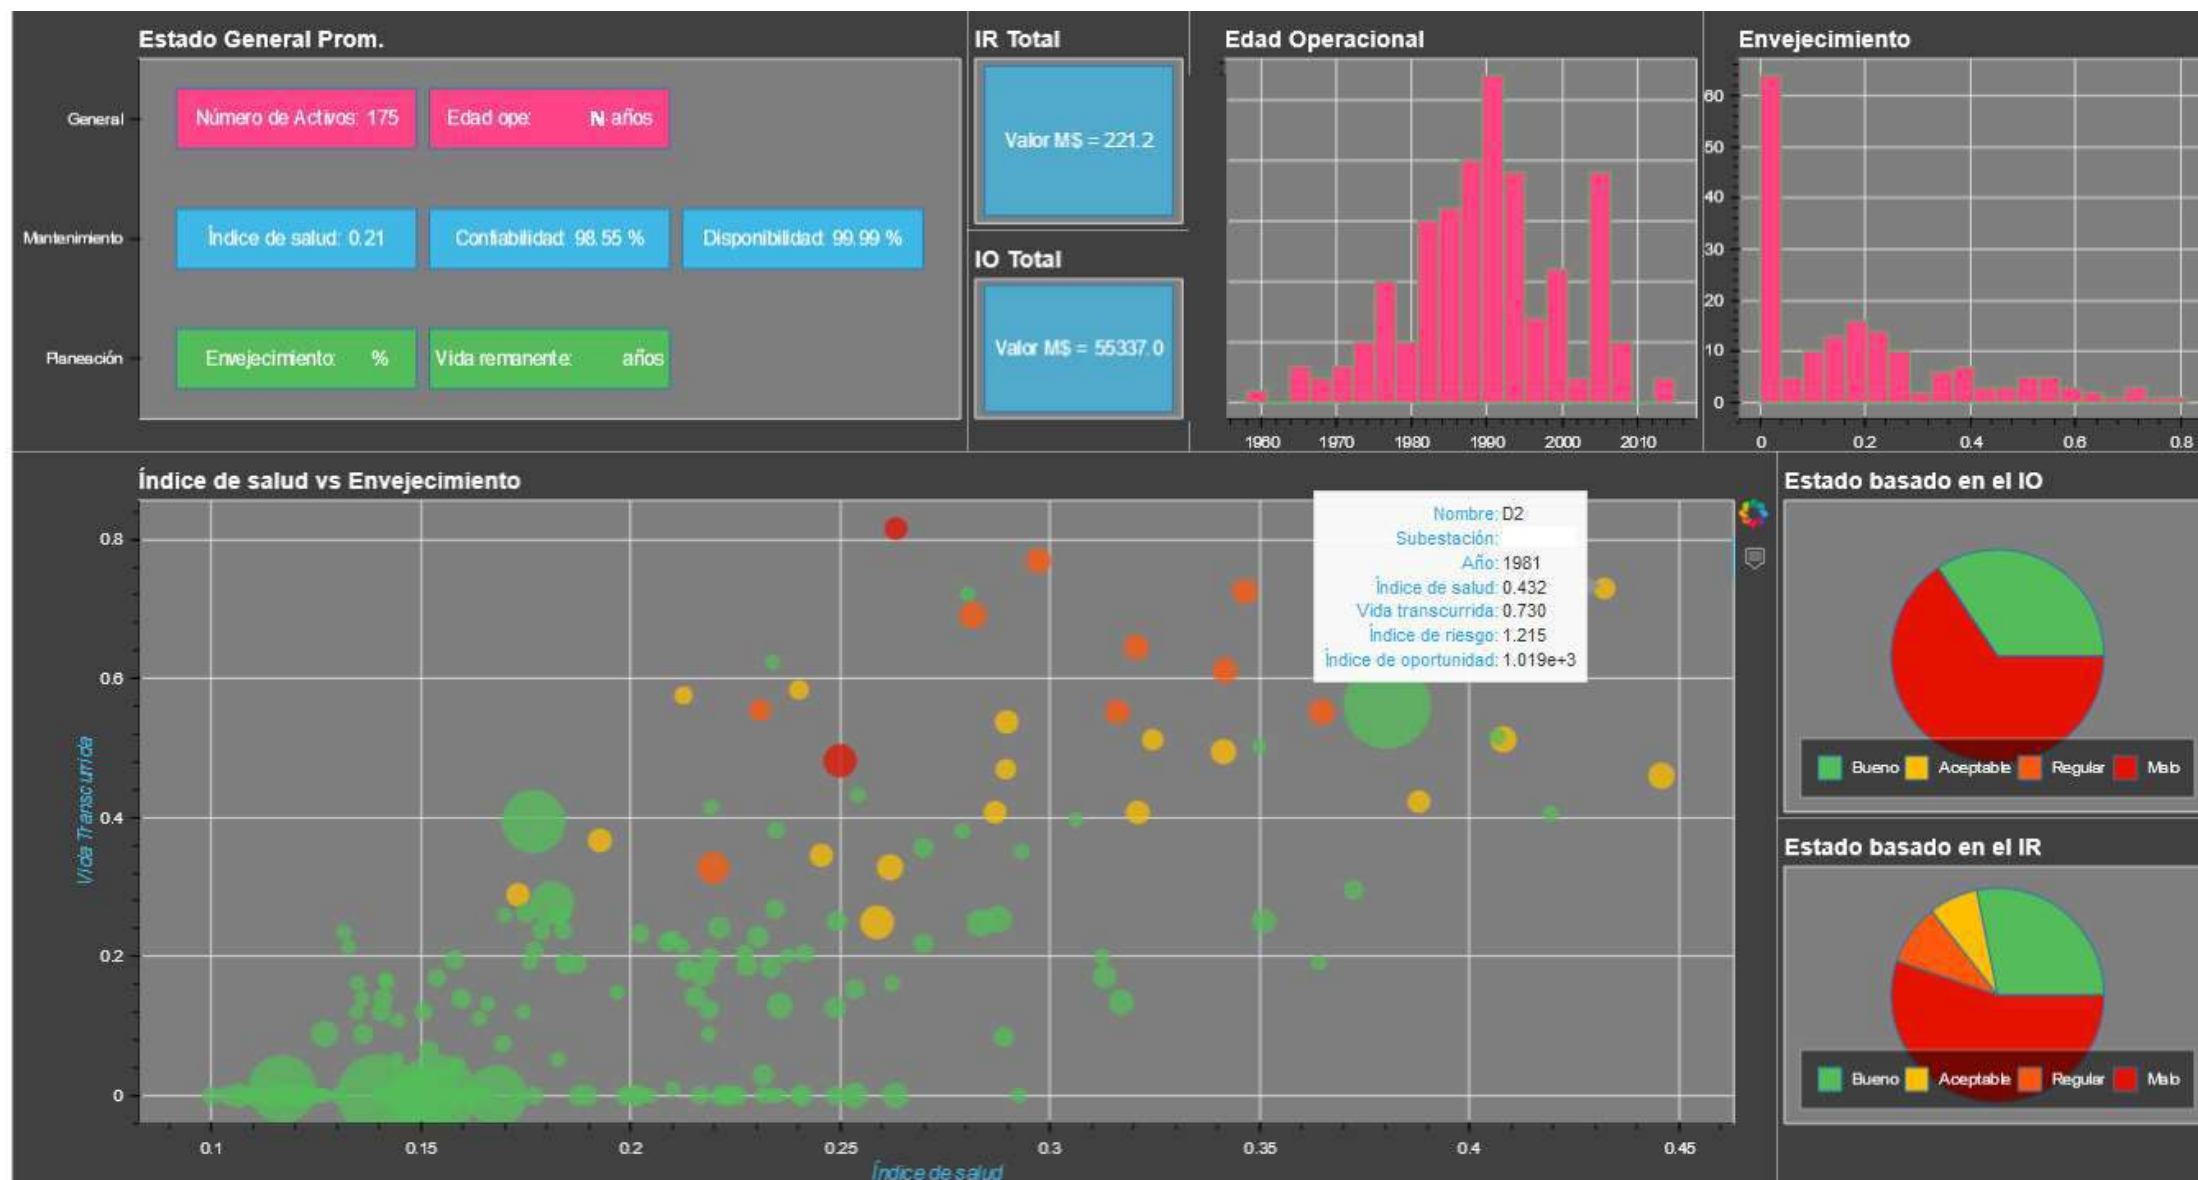 Estado General Prom.
General
Número de Activos: 175
Edad ope: N años
Mantenimiento
Índice de salud: 0.21
Confiabilidad: 98.55 %
Disponibilidad: 99.99 %
Planeación
Envejecimiento: %
Vida remanente: años
IR Total
Valor M$ = 221.2
IO Total
Valor M$ = 55337.0
Edad Operacional
1960 1970 1980 1990 2000 2010
Envejecimiento
60
50
40
30
20
10
0
0 0.2 0.4 0.6 0.8
Índice de salud vs Envejecimiento
Vida Transcurrida
0.8
0.6
0.4
0.2
0
0.1 0.15 0.2 0.25 0.3 0.35 0.4 0.45
Índice de salud
Nombre: D2
Subestación:
Año: 1981
Índice de salud: 0.432
Vida transcurrida: 0.730
Índice de riesgo: 1.215
Índice de oportunidad: 1.019e+3
Estado basado en el IO
Bueno Aceptable Regular Malo
Estado basado en el IR
Bueno Aceptable Regular Malo